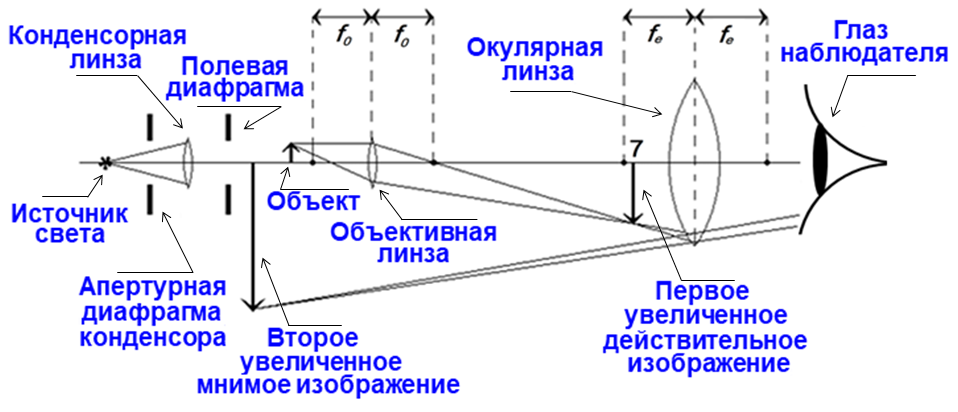 Конденсорная
линза
Полевая
диафрагма
f₀
f₀
Окулярная
линза
fₑ
fₑ
Глаз
наблюдателя
7
Источник
света
Объект
Объективная
линза
Апертурная
диафрагма
конденсора
Второе
увеличенное
мнимое изображение
Первое
увеличенное
действительное
изображение